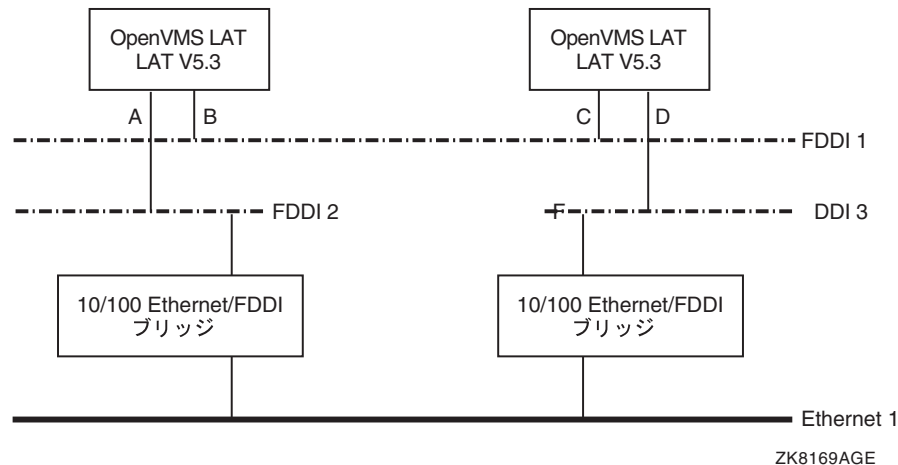 OpenVMS LAT
LAT V5.3
OpenVMS LAT
LAT V5.3
A
B
C
D
FDDI 1
FDDI 2
F
DDI 3
10/100 Ethernet/FDDI
ブリッジ
10/100 Ethernet/FDDI
ブリッジ
Ethernet 1
ZK8169AGE